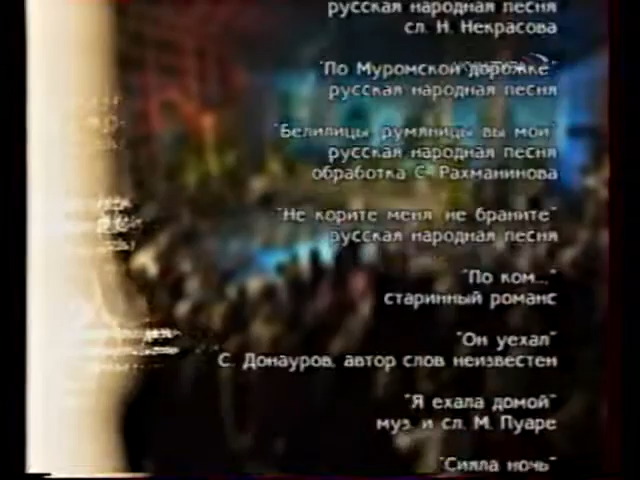 русская народная песня
сл. Н. Некрасова
"По Муромской дорожке"
русская народная песня
"Белилицы румяницы вы мои"
русская народная песня
обработка С. Рахманинова
"Не корите меня не браните"
русская народная песня
"По ком..."
старинный романс
"Он уехал"
С. Донауров, автор слов неизвестен
"Я ехала домой"
муз. и сл. М. Пуаре
"Сияла ночь"